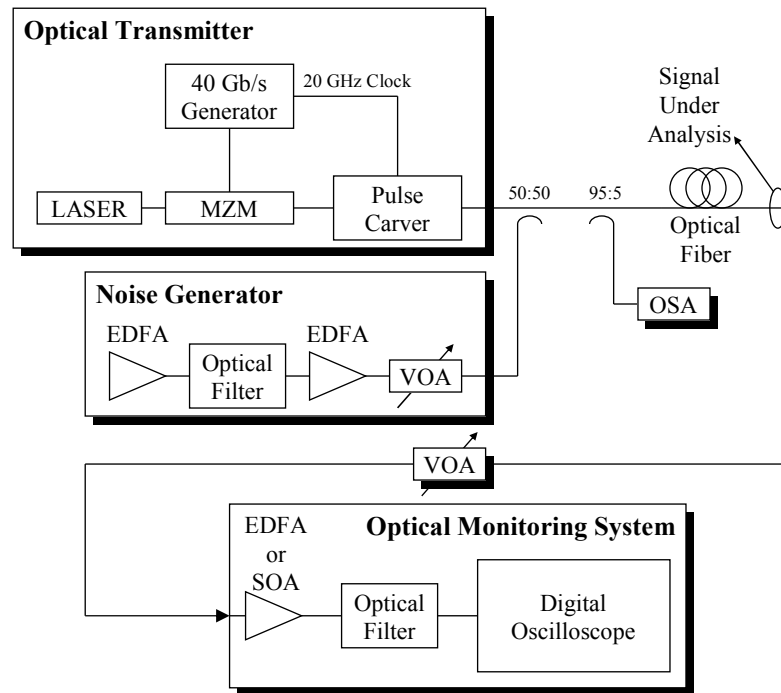 Optical Transmitter
40 Gb/s
Generator
20 GHz Clock
LASER
MZM
Pulse
Carver
50:50
95:5
Signal
Under
Analysis
Optical
Fiber
OSA
Noise Generator
EDFA
Optical
Filter
EDFA
VOA
VOA
Optical Monitoring System
EDFA
or
SOA
Optical
Filter
Digital
Oscilloscope